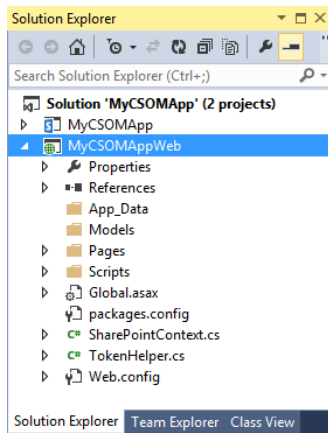 Solution Explorer
Search Solution Explorer (Ctrl+;)
Solution 'MyCSOMApp' (2 projects)
MyCSOMApp
MyCSOMAppWeb
Properties
References
App_Data
Models
Pages
Scripts
Global.asax
packages.config
C# SharePointContext.cs
C# TokenHelper.cs
Web.config
Solution Explorer Team Explorer Class View